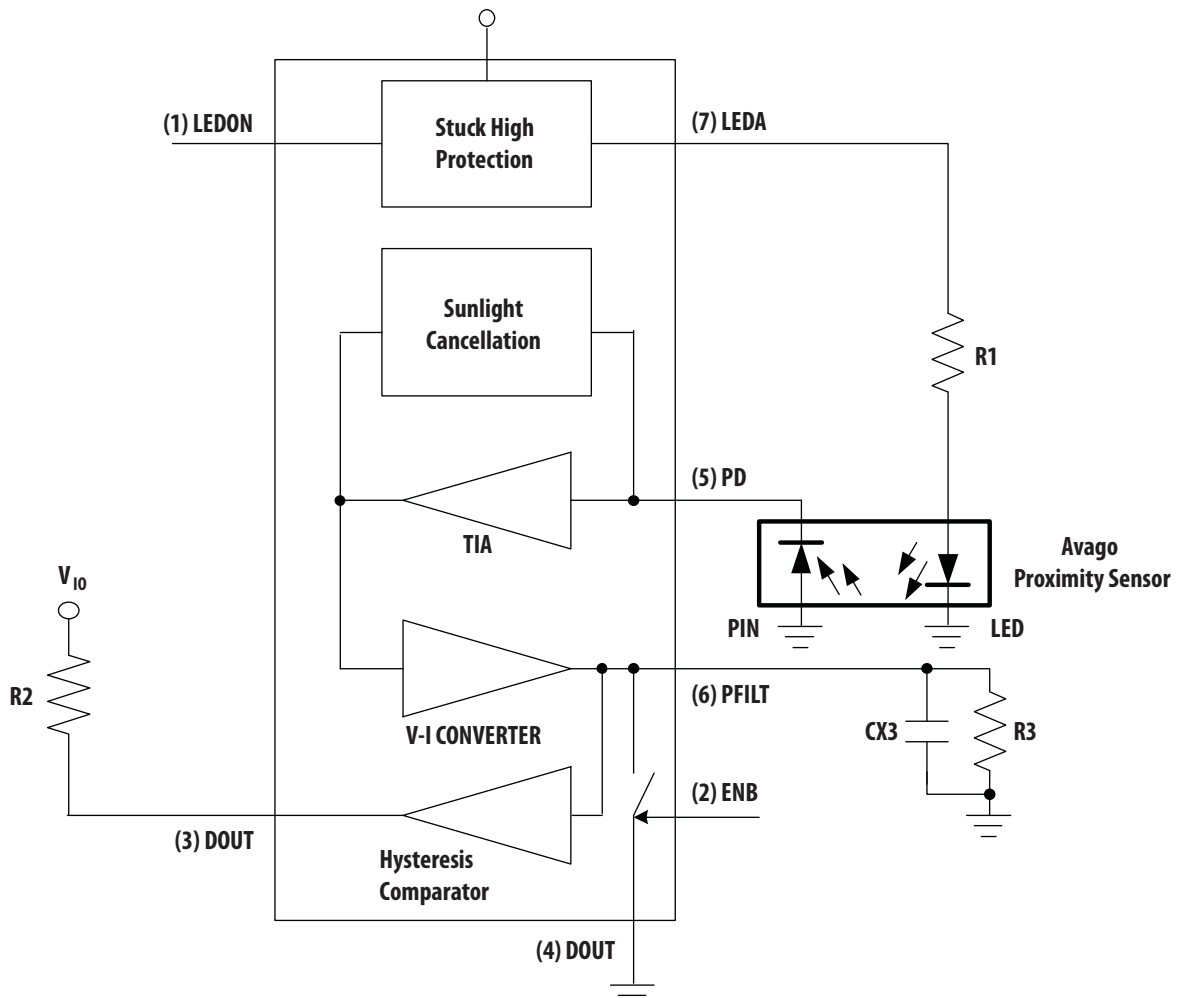 (1) LEDON
Stuck High
Protection
(7) LEDA
Sunlight
Cancellation
R1
(5) PD
TIA
Avago
Proximity Sensor
PIN
LED
V10
R2
V-I CONVERTER
(6) PFILT
CX3
R3
(2) ENB
(3) DOUT
Hysteresis
Comparator
(4) DOUT